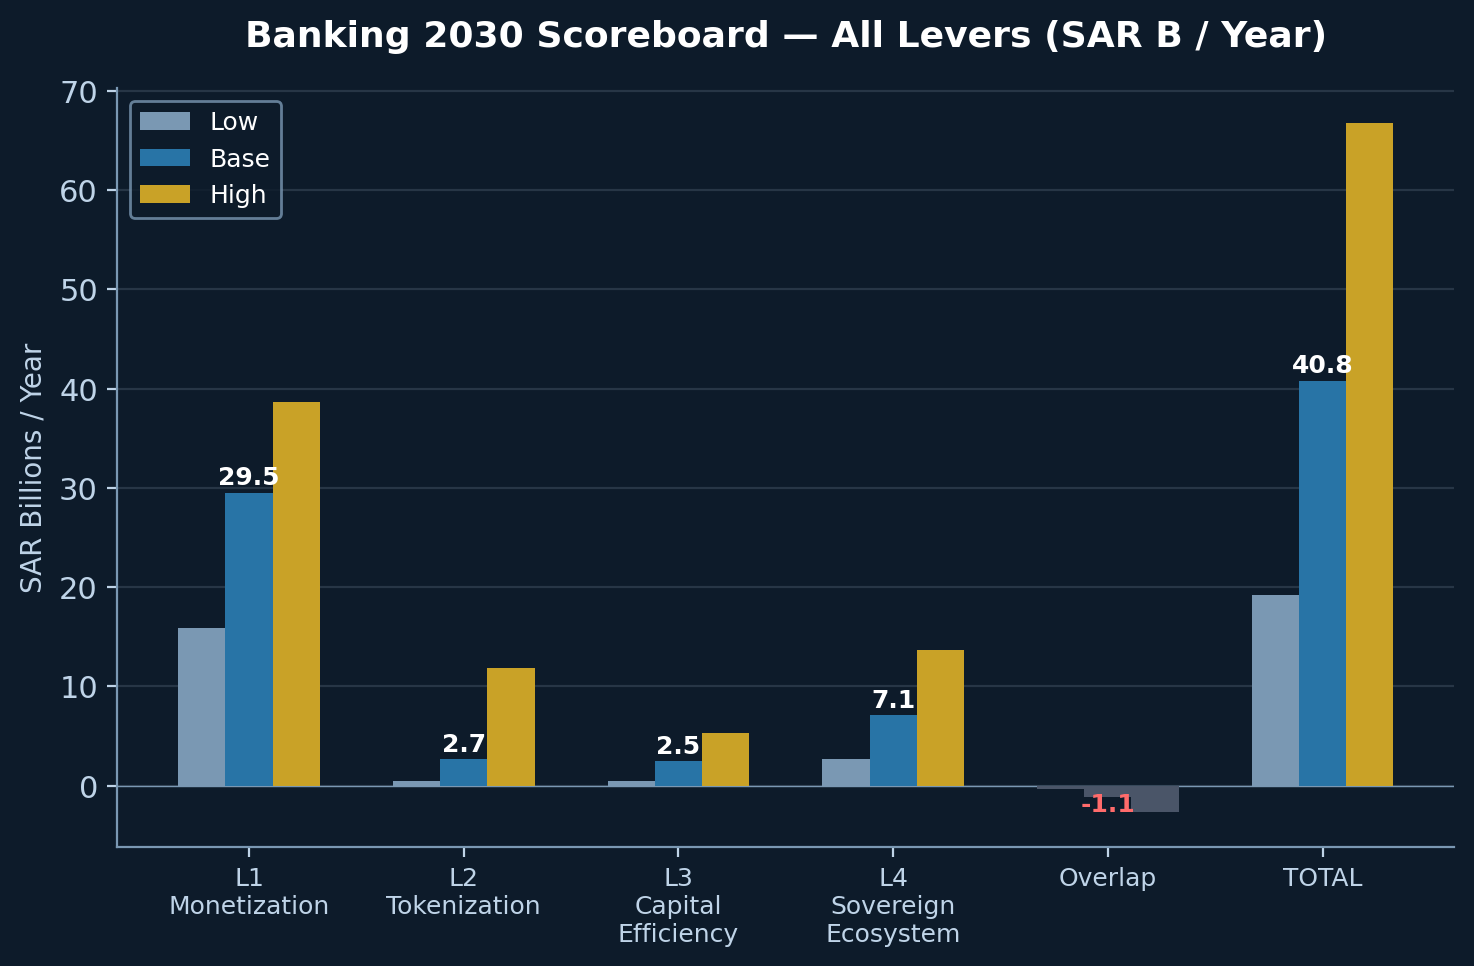 Banking 2030 Scoreboard — All Levers (SAR B / Year)
Low
Base
High
SAR Billions / Year
70
60
50
40
30
20
10
0
29.5
2.7
2.5
7.1
-1.1
40.8
L1
Monetization
L2
Tokenization
L3
Capital
Efficiency
L4
Sovereign
Ecosystem
Overlap
TOTAL